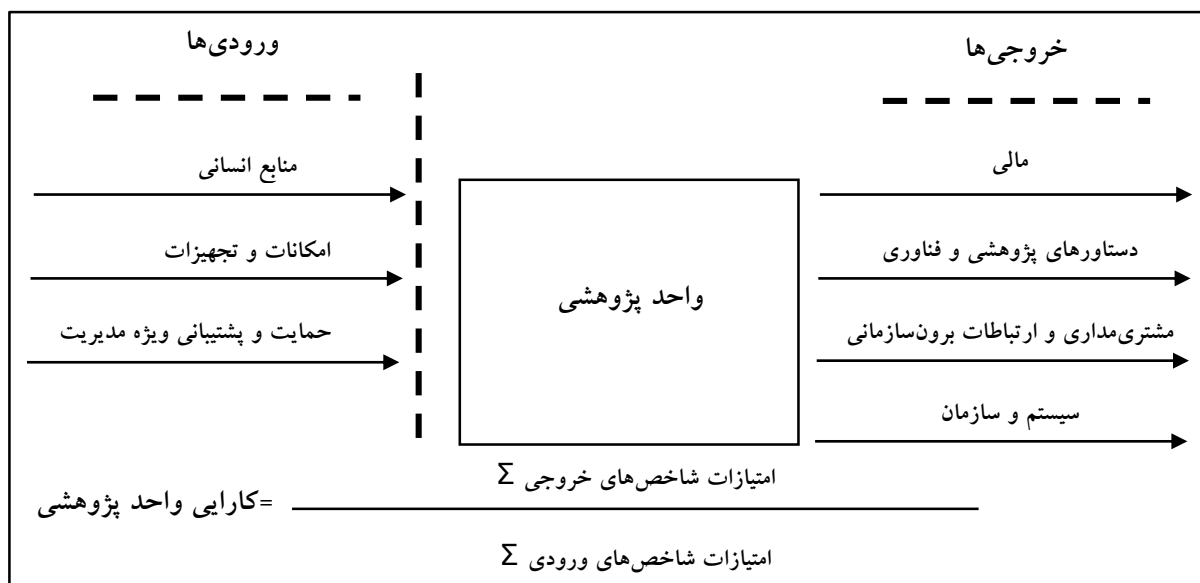 ورودی‌ها
خروجی‌ها
منابع انسانی
امکانات و تجهیزات
حمایت و پشتیبانی ویژه مدیریت
واحد پژوهشی
مالی
دستاورهای پژوهشی و فناوری
مشتری‌مداری و ارتباطات برون‌سازمانی
سیستم و سازمان
امتیازات شاخص‌های خروجی Σ
=کارایی واحد پژوهشی
امتیازات شاخص‌های ورودی Σ